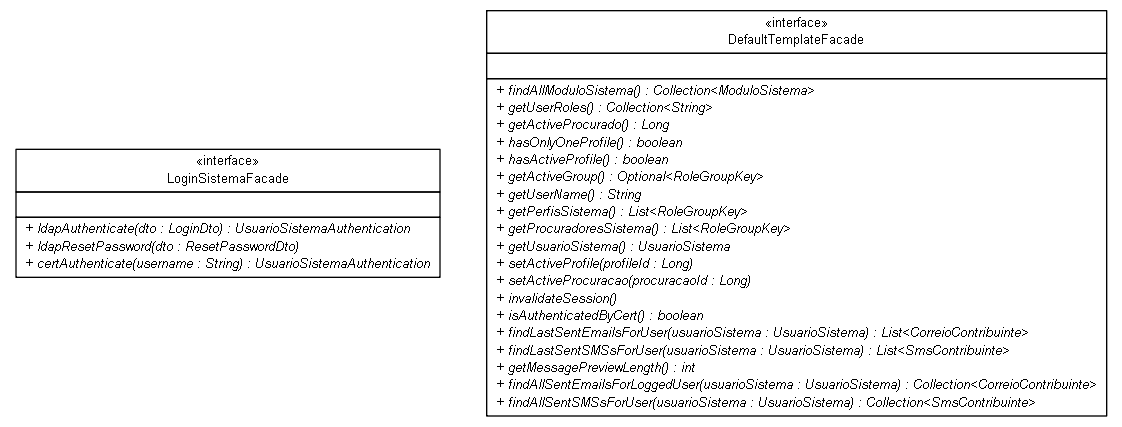 «interface»
LoginSistemaFacade
+ ldapAuthenticate(dto : LoginDto) : UsuarioSistemaAuthentication
+ ldapResetPassword(dto : ResetPasswordDto)
+ certAuthenticate(username : String) : UsuarioSistemaAuthentication
«interface»
DefaultTemplateFacade
+ findAllModuloSistema() : Collection<ModuloSistema>
+ getUserRoles() : Collection<String>
+ getActiveProcurado() : Long
+ hasOnlyOneProfile() : boolean
+ hasActiveProfile() : boolean
+ getActiveGroup() : Optional<RoleGroupKey>
+ getUserName() : String
+ getPerfisSistema() : List<RoleGroupKey>
+ getProcuradoresSistema() : List<RoleGroupKey>
+ getUsuarioSistema() : UsuarioSistema
+ setActiveProfile(profileId : Long)
+ setActiveProcuracao(procuracaoId : Long)
+ invalidateSession()
+ isAuthenticatedByCert() : boolean
+ findLastSentEmailsForUser(usuarioSistema : UsuarioSistema) : List<CorreioContribuinte>
+ findLastSentSMSsForUser(usuarioSistema : UsuarioSistema) : List<SmsContribuinte>
+ getMessagePreviewLength() : int
+ findAllSentEmailsForLoggedUser(usuarioSistema : UsuarioSistema) : Collection<CorreioContribuinte>
+ findAllSentSMSsForUser(usuarioSistema : UsuarioSistema) : Collection<SmsContribuinte>